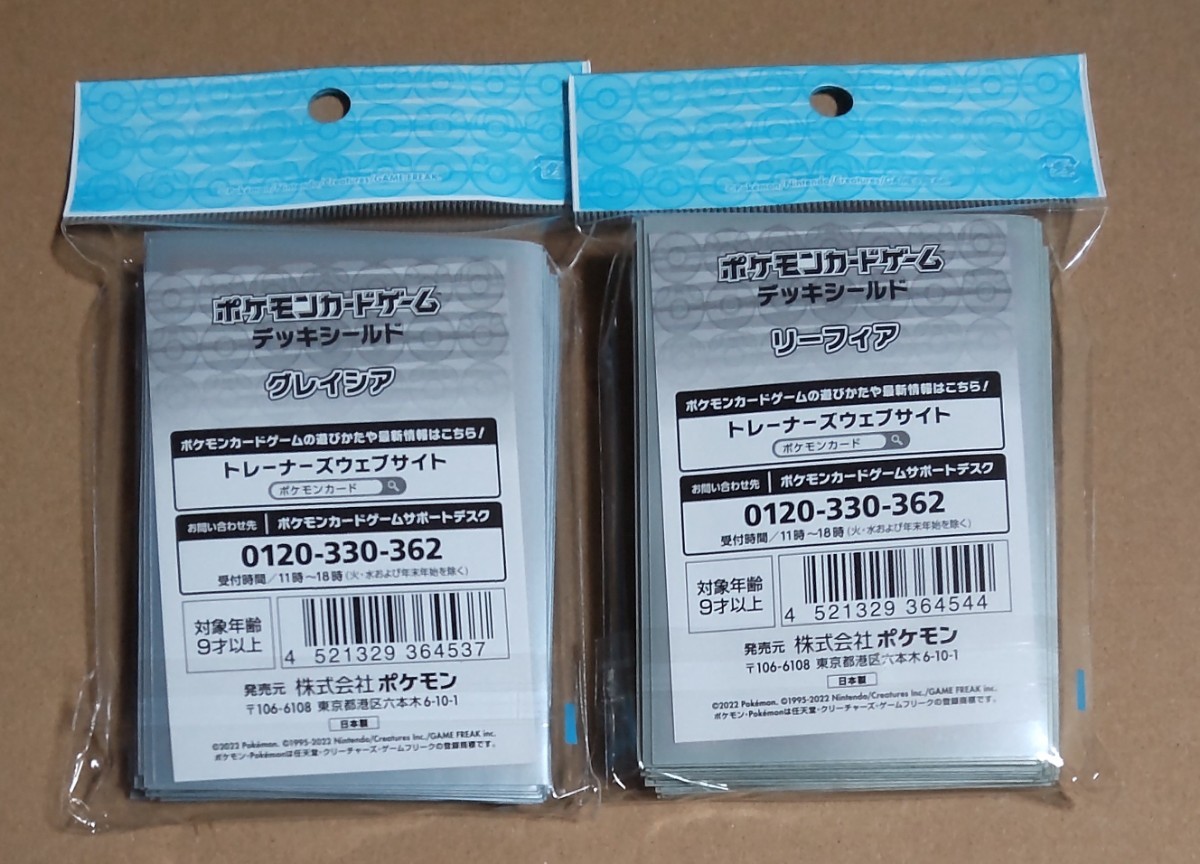 ©Pokémon/Nintendo/Creatures/GAME FREAK
ポケモンカードゲーム
デッキシールド
グレイシア
ポケモンカードゲームの遊びかたや最新情報はこちら!
トレーナーズウェブサイト
ポケモンカード
お問い合わせ先 ポケモンカードゲームサポートデスク
0120-330-362
受付時間/11時~18時(火・水および年末年始を除く)
対象年齢
9才以上
4 521329 364537
発売元 株式会社 ポケモン
〒106-6108 東京都港区六本木6-10-1
日本製
©2022 Pokémon. ©1995-2022 Nintendo/Creatures Inc./GAME FREAK inc.
ポケモン・Pokémonは任天堂・クリーチャーズ・ゲームフリークの登録商標です。
©Pokémon/Nintendo/Creatures/GAME FREAK
ポケモンカードゲーム
デッキシールド
リーフィア
ポケモンカードゲームの遊びかたや最新情報はこちら!
トレーナーズウェブサイト
ポケモンカード
お問い合わせ先 ポケモンカードゲームサポートデスク
0120-330-362
受付時間/11時~18時(火・水および年末年始を除く)
対象年齢
9才以上
4 521329 364544
発売元 株式会社 ポケモン
〒106-6108 東京都港区六本木6-10-1
日本製
©2022 Pokémon. ©1995-2022 Nintendo/Creatures Inc./GAME FREAK inc.
ポケモン・Pokémonは任天堂・クリーチャーズ・ゲームフリークの登録商標です。